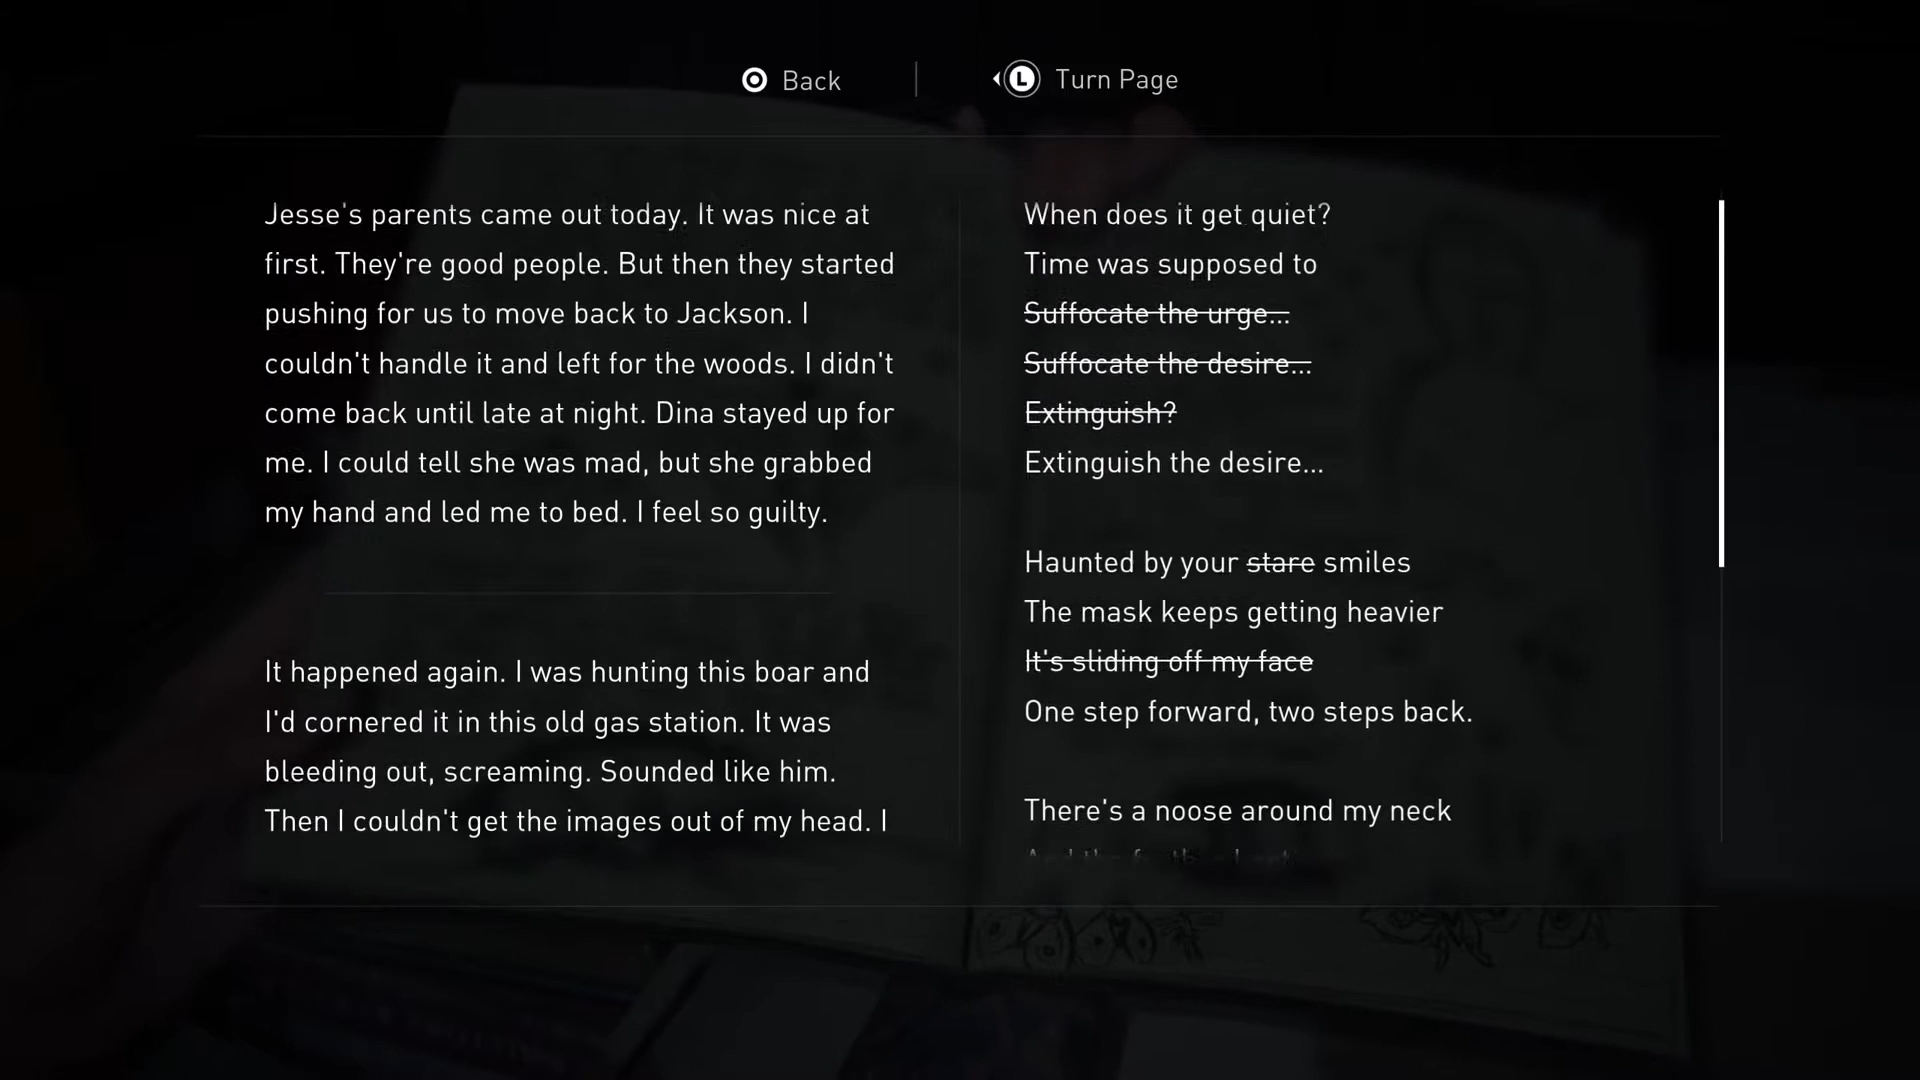 Back
L Turn Page
Jesse's parents came out today. It was nice at
first. They're good people. But then they started
pushing for us to move back to Jackson. I
couldn't handle it and left for the woods. I didn't
come back until late at night. Dina stayed up for
me. I could tell she was mad, but she grabbed
my hand and led me to bed. I feel so guilty.
It happened again. I was hunting this boar and
I'd cornered it in this old gas station. It was
bleeding out, screaming. Sounded like him.
Then I couldn't get the images out of my head. I
When does it get quiet?
Time was supposed to
Suffocate the urge...
Suffocate the desire...
Extinguish?
Extinguish the desire...
Haunted by your stare smiles
The mask keeps getting heavier
It's sliding off my face
One step forward, two steps back.
There's a noose around my neck